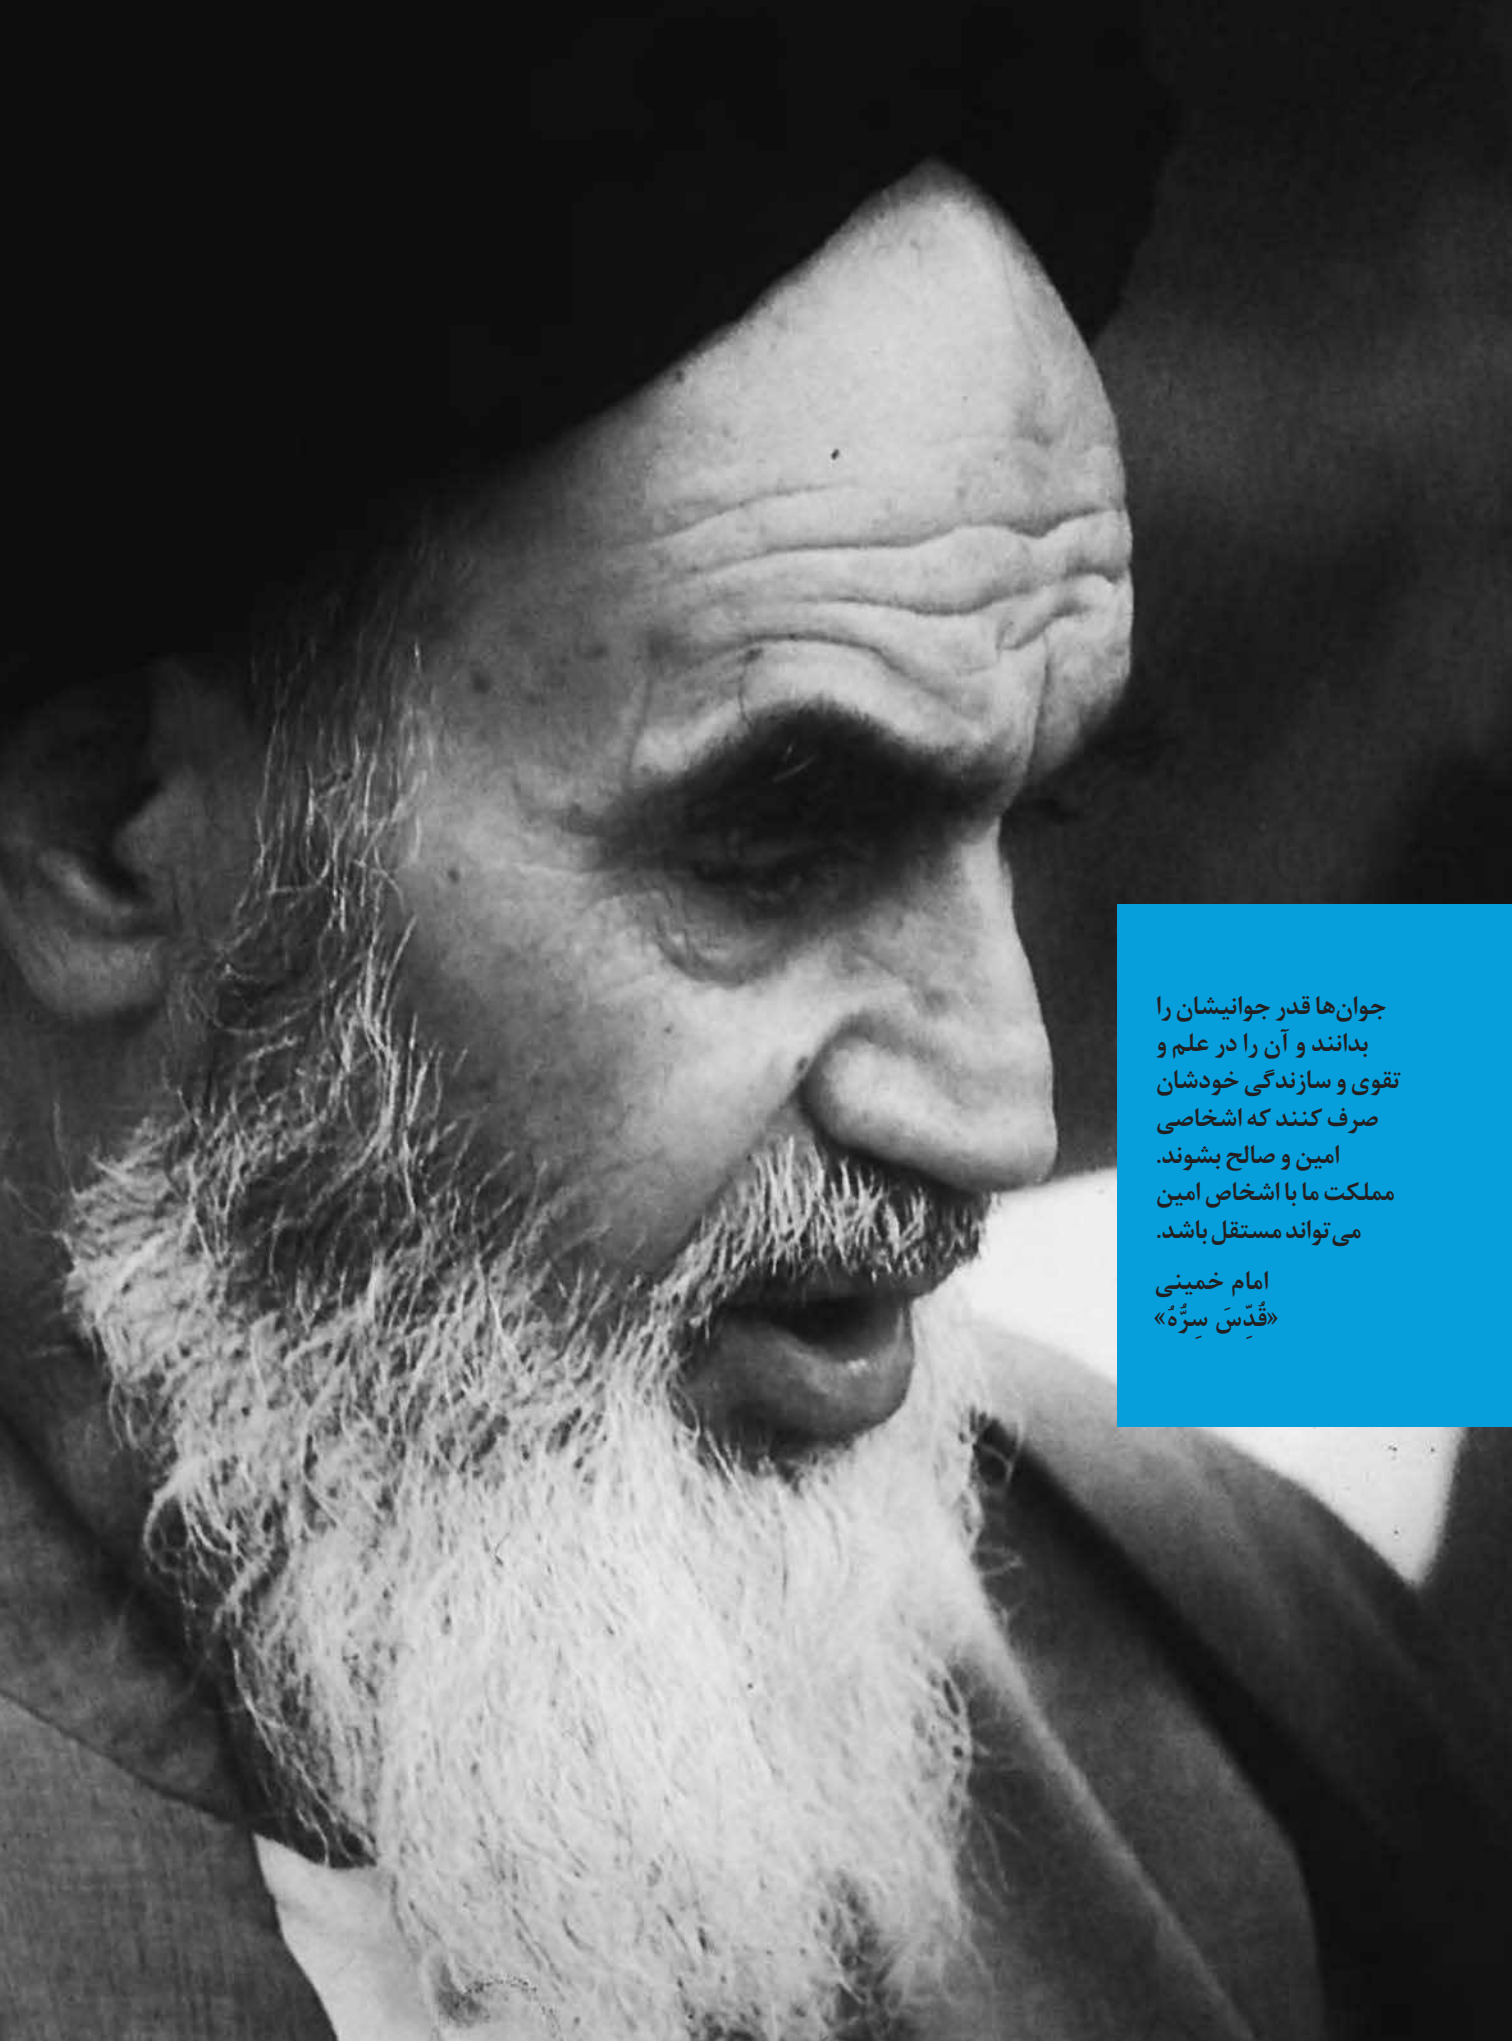 جوان‌ها قدر جوانیشان را
بدانند و آن را در علم و
تقوی و سازندگی خودشان
صرف کنند که اشخاصی
امین و صالح بشوند.
مملکت ما با اشخاص امین
می‌تواند مستقل باشد.
امام خمینی
«قُدِّسَ سِرُّهُ»